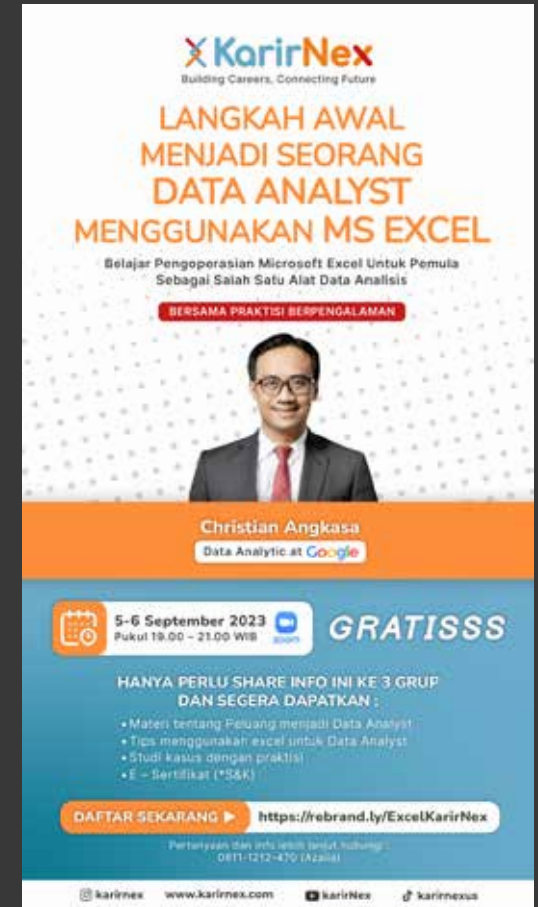 KarirNex
Building Careers, Connecting Future
LANGKAH AWAL
MENJADI SEORANG
DATA ANALYST
MENGGUNAKAN MS EXCEL
Belajar Pengoperasian Microsoft Excel Untuk Pemula
Sebagai Salah Satu Alat Data Analisis
BERSAMA PRAKTISI BERPENGALAMAN
Christian Angkasa
Data Analytic at Google
5-6 September 2023
Pukul 19.00 - 21.00 WIB
zoom
GRATISSS
HANYA PERLU SHARE INFO INI KE 3 GRUP
DAN SEGERA DAPATKAN :
• Materi tentang Peluang menjadi Data Analyst
• Tips menggunakan excel untuk Data Analyst
• Studi kasus dengan praktisi
• E - Sertifikat (*S&K)
DAFTAR SEKARANG ▶ https://rebrand.ly/ExcelKarirNex
Pertanyaan dan info lebih lanjut hubungi :
0811-1212-470 (Azalia)
karirnex www.karirnex.com karirNex karirnexus